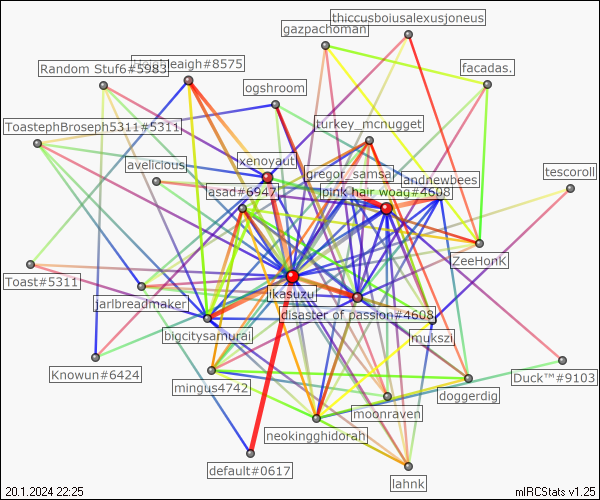 thiccusboiusalexusjoneus
gazpachoman
Random Stuf6#5983
eaigh#8575
facadas.
ogshroom
ToastephBroseph5311#5311
turkey_mcnugget
xenoyaut
avelicious
gregor_samsa
andnewbees
tescoroll
asad#6947
pink hair woag#4608
ZeeHonK
Toast#5311
ikasuzu
jarlbreadmaker
disaster of passion#4608
bigcitysamurai
mukszi
Knowun#6424
mingus4742
Duck™#9103
doggerdig
moonraven
neokingghidorah
default#0617
lahnk
20.1.2024 22:25
mIRCStats v1.25